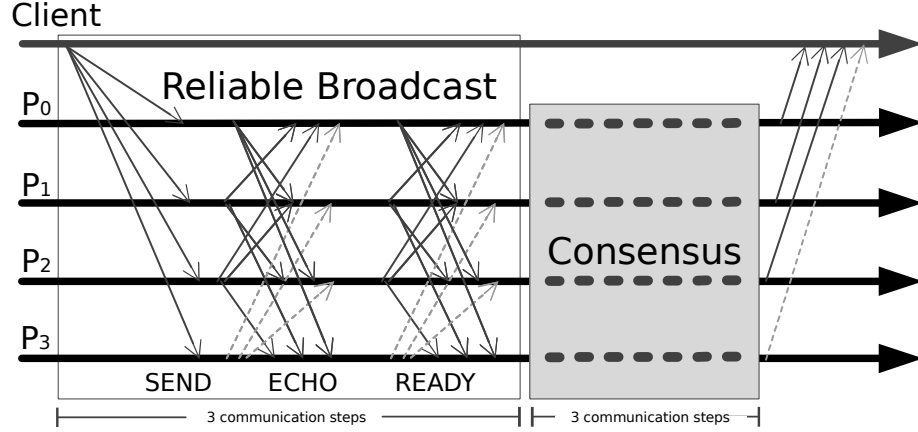 Client
Reliable Broadcast
P0
P1
P2
P3
Consensus
SEND ECHO READY
3 communication steps
3 communication steps